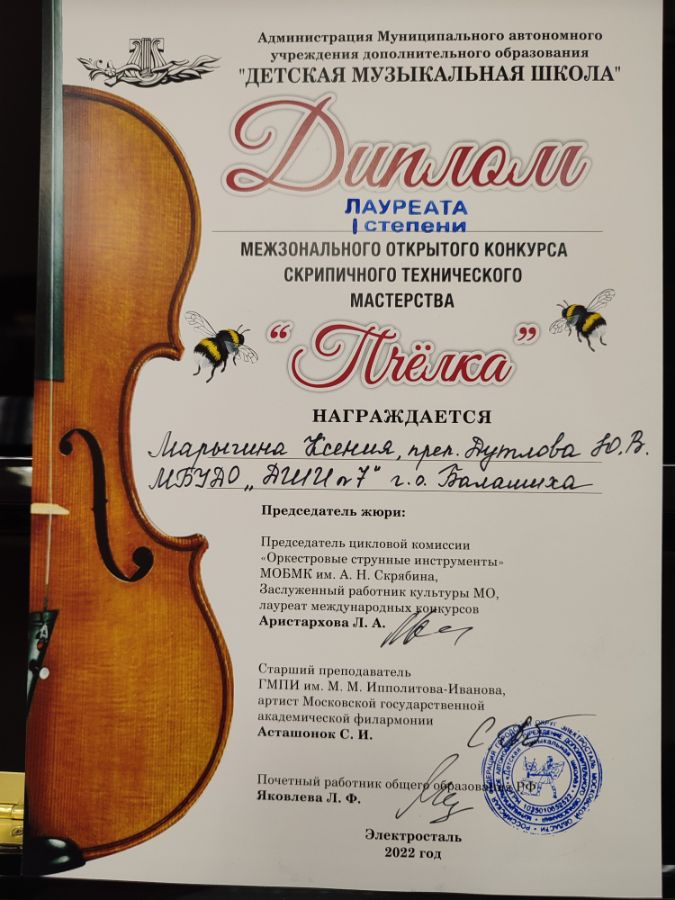 Администрация Муниципального автономного
учреждения дополнительного образования
"ДЕТСКАЯ МУЗЫКАЛЬНАЯ ШКОЛА"
Диплом
ЛАУРЕАТА
I СТЕПЕНИ
МЕЖЗОНАЛЬНОГО ОТКРЫТОГО КОНКУРСА
СКРИПИЧНОГО ТЕХНИЧЕСКОГО
МАСТЕРСТВА
“Пчёлка”
НАГРАЖДАЕТСЯ
Марыгина Ксения, преп. Дутлова Ю.В.
МБУДО „ДШИ №7" г.о. Балашиха
Председатель жюри:
Председатель цикловой комиссии
«Оркестровые струнные инструменты»
МОБМК им. А. Н. Скрябина,
Заслуженный работник культуры МО,
лауреат международных конкурсов
Аристархова Л. А.
Старший преподаватель
ГМПИ им. М. М. Ипполитова-Иванова,
артист Московской государственной
академической филармонии
Асташонок С. И.
Почетный работник общего образования РФ
Яковлева Л. Ф.
Электросталь
2022 год